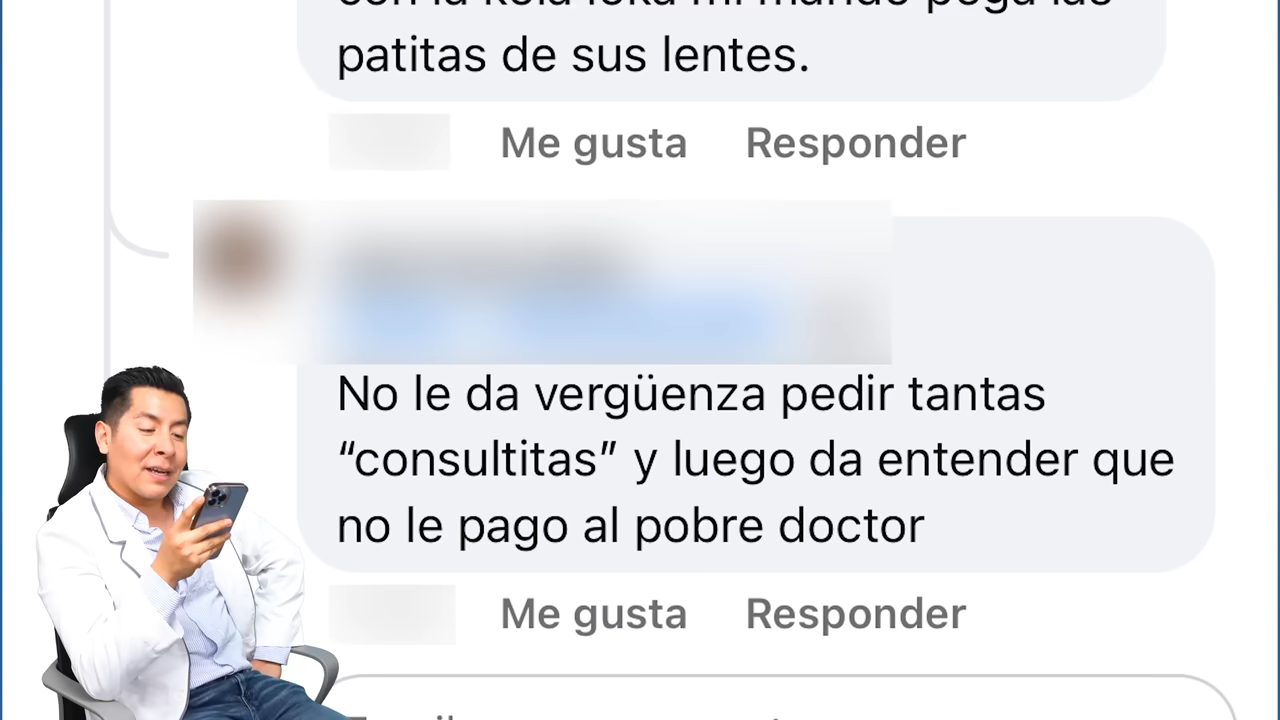 patitas de sus lentes.
Me gusta Responder
No le da vergüenza pedir tantas
“consultitas” y luego da entender que
no le pago al pobre doctor
Me gusta Responder